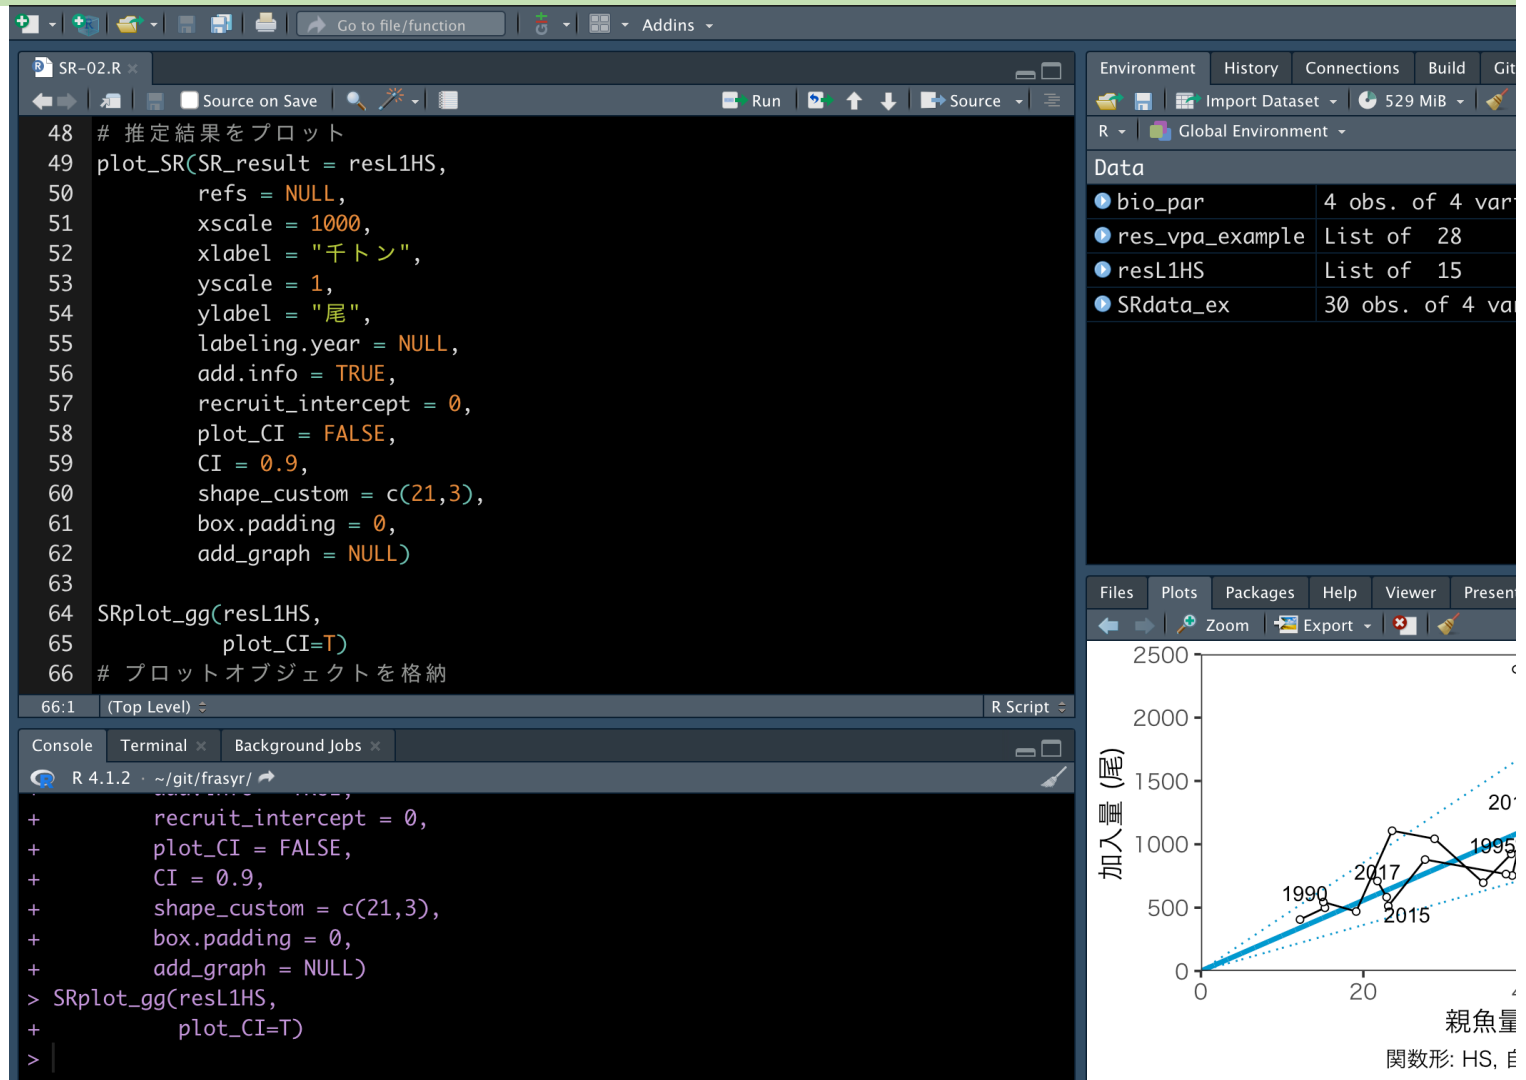 Go to file/function
Addins
SR-02.R
Source on Save
Run
Source
48 # 推定結果をプロット
49 plot_SR(SR_result = resL1HS,
50 refs = NULL,
51 xscale = 1000,
52 xlabel = "千トン",
53 yscale = 1,
54 ylabel = "尾",
55 labeling.year = NULL,
56 add.info = TRUE,
57 recruit_intercept = 0,
58 plot_CI = FALSE,
59 CI = 0.9,
60 shape_custom = c(21,3),
61 box.padding = 0,
62 add_graph = NULL)
63
64 SRplot_gg(resL1HS,
65 plot_CI=T)
66 # プロットオブジェクトを格納
66:1 (Top Level) R Script
Console Terminal Background Jobs
R 4.1.2 · ~/git/frasyr/
+ recruit_intercept = 0,
+ plot_CI = FALSE,
+ CI = 0.9,
+ shape_custom = c(21,3),
+ box.padding = 0,
+ add_graph = NULL)
> SRplot_gg(resL1HS,
+ plot_CI=T)
>
Environment History Connections Build Git
Import Dataset 529 MiB
R Global Environment
Data
bio_par 4 obs. of 4 vari
res_vpa_example List of 28
resL1HS List of 15
SRdata_ex 30 obs. of 4 var
Files Plots Packages Help Viewer Present
Zoom Export
2500
2000
1500
1000
500
0
加入量 (尾)
201
1995
2017
1990
2015
0 20
親魚量
関数形: HS,